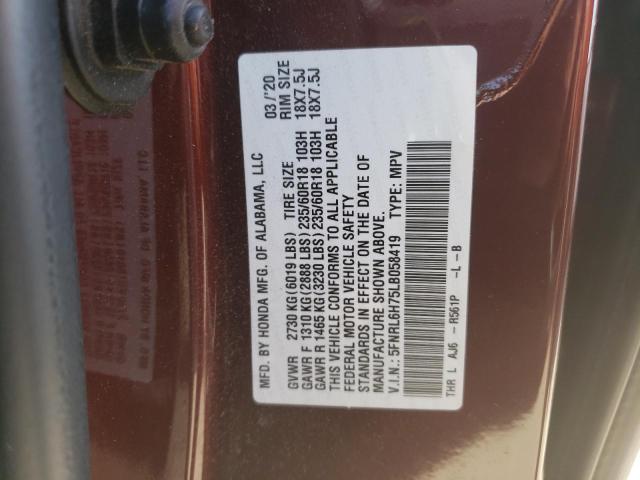 MFD. BY HONDA MFG. OF ALABAMA, LLC 03/'20
GVWR 2730 KG(6019 LBS) TIRE SIZE RIM SIZE
GAWR F 1310 KG(2888 LBS) 235/60R18 103H 18X7.5J
GAWR R 1465 KG(3230 LBS) 235/60R18 103H 18X7.5J
THIS VEHICLE CONFORMS TO ALL APPLICABLE
FEDERAL MOTOR VEHICLE SAFETY
STANDARDS IN EFFECT ON THE DATE OF
MANUFACTURE SHOWN ABOVE.
V.I.N.: 5FNRL6H75LB058419 TYPE: MPV
THR L AJ6 - R561P -L -B